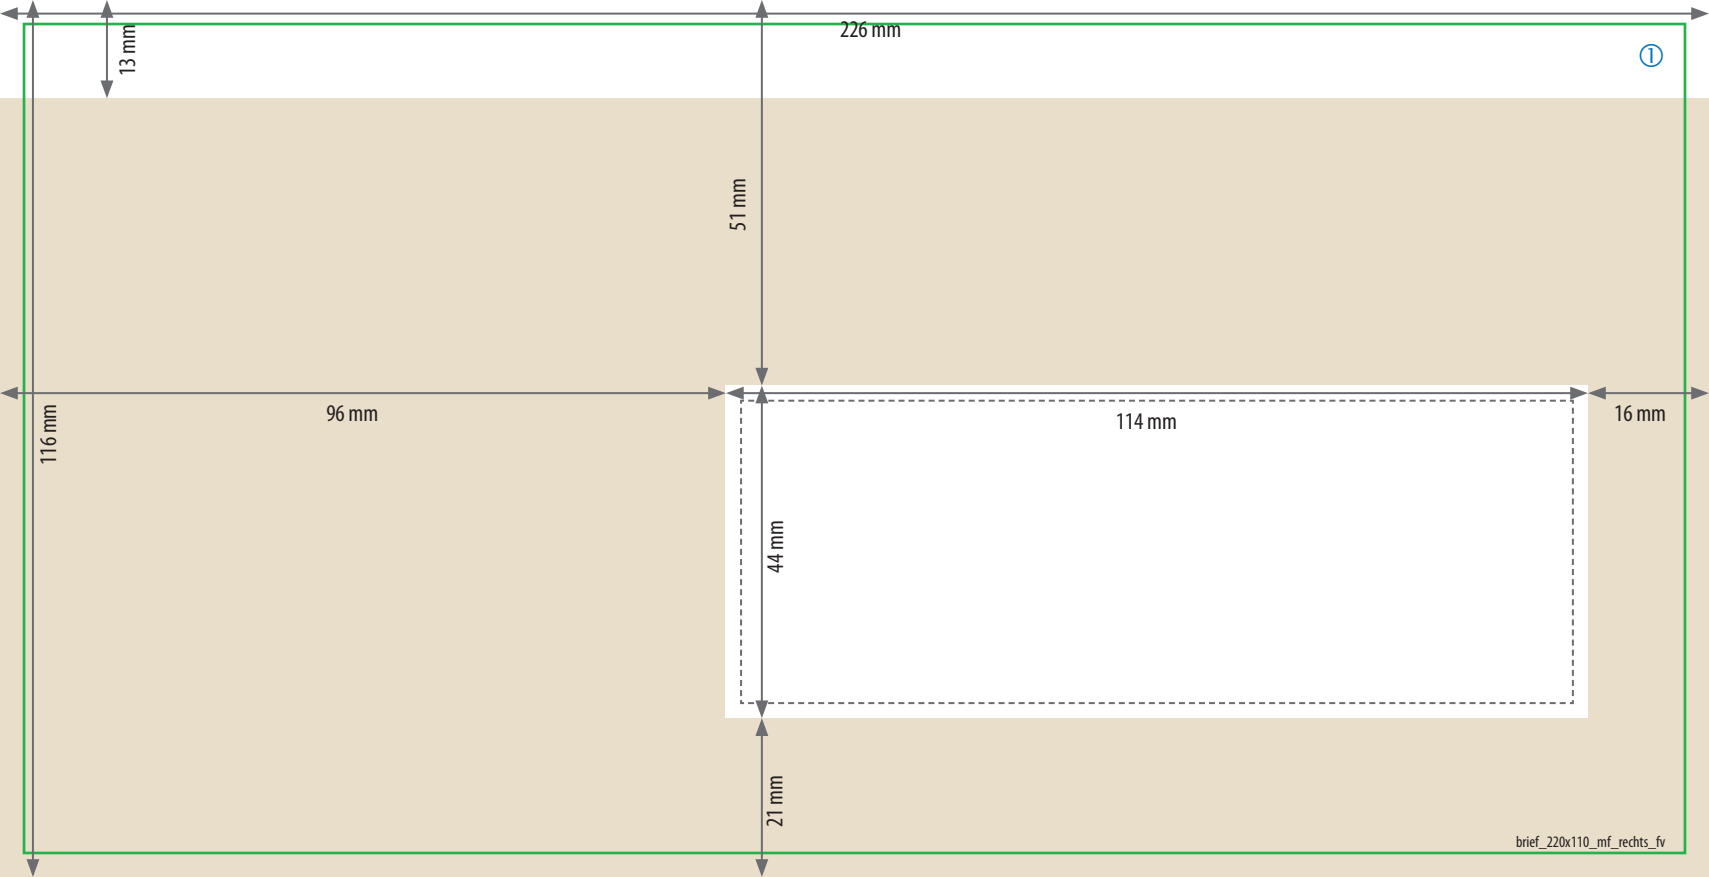 226 mm
13 mm
①
51 mm
96 mm
116 mm
114 mm
16 mm
44 mm
21 mm
brief_220x110_mf_rechts_fv